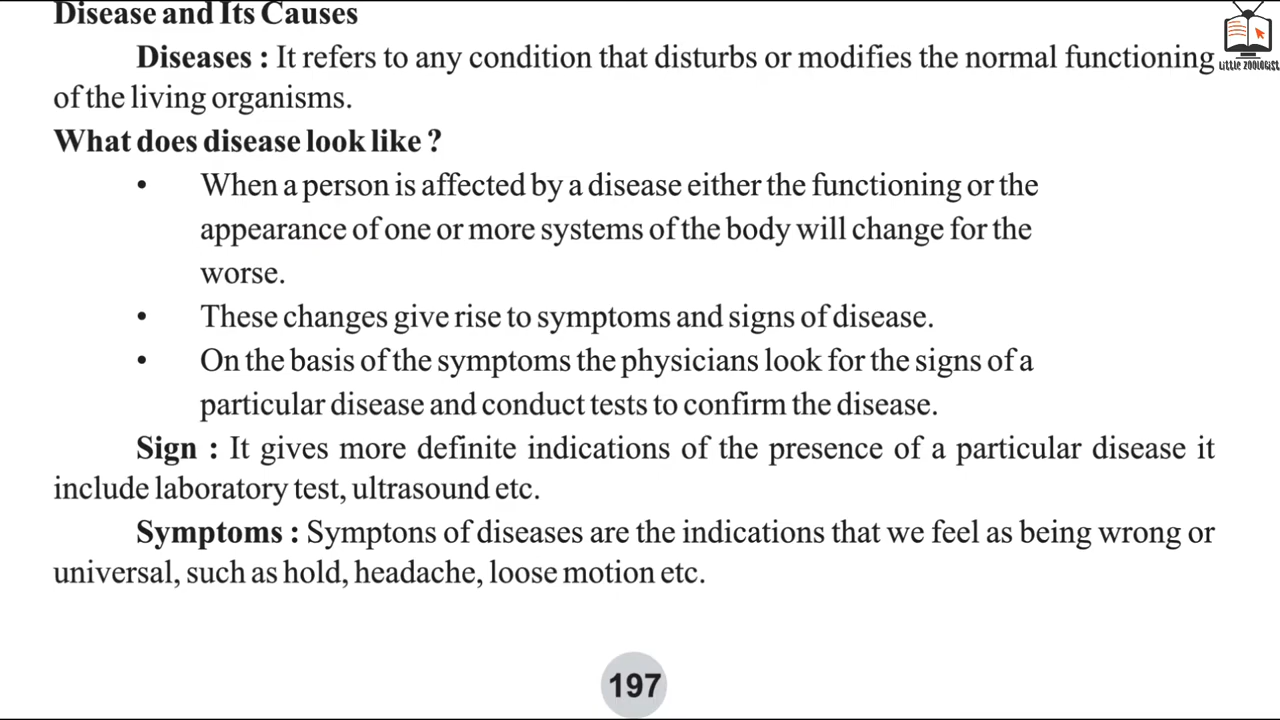 Disease and Its Causes
Diseases : It refers to any condition that disturbs or modifies the normal functioning
of the living organisms.
What does disease look like ?
• When a person is affected by a disease either the functioning or the
appearance of one or more systems of the body will change for the
worse.
• These changes give rise to symptoms and signs of disease.
• On the basis of the symptoms the physicians look for the signs of a
particular disease and conduct tests to confirm the disease.
Sign : It gives more definite indications of the presence of a particular disease it
include laboratory test, ultrasound etc.
Symptoms : Symptons of diseases are the indications that we feel as being wrong or
universal, such as hold, headache, loose motion etc.
197
LITTLE ZOOLOGIST